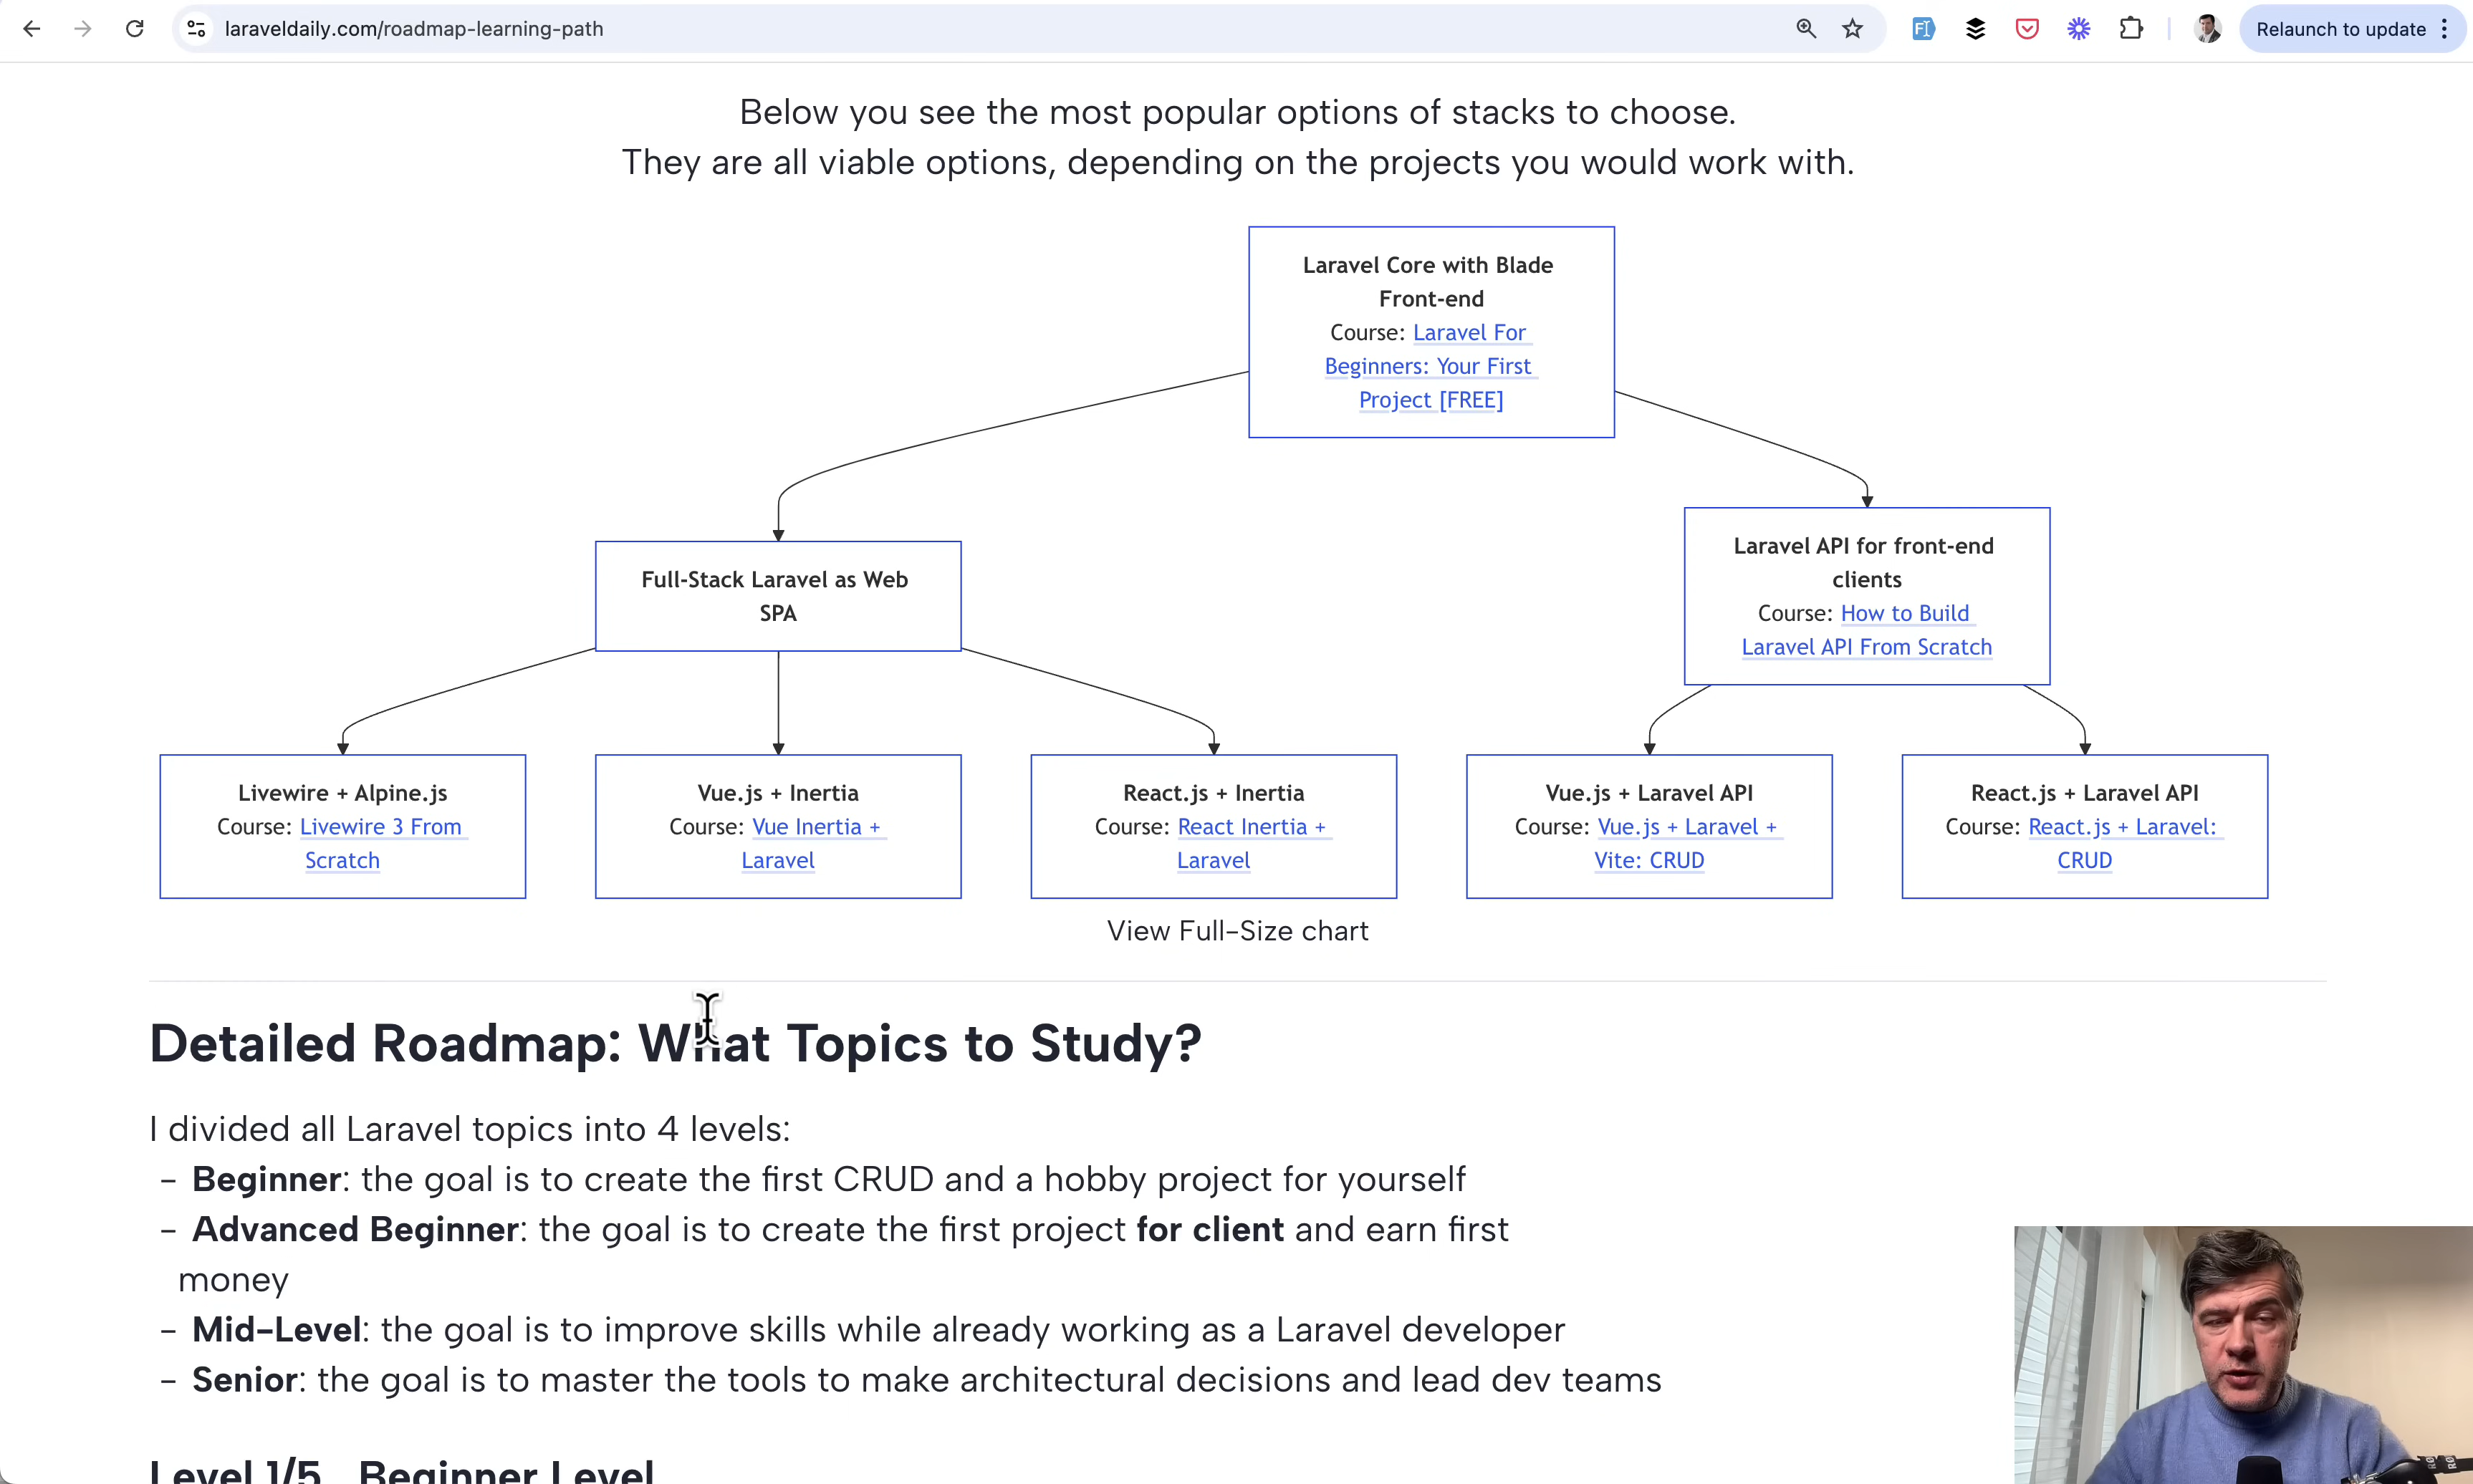 laraveldaily.com/roadmap-learning-path
Relaunch to update
Below you see the most popular options of stacks to choose.
They are all viable options, depending on the projects you would work with.
Laravel Core with Blade
Front-end
Course: Laravel For
Beginners: Your First
Project [FREE]
Full-Stack Laravel as Web
SPA
Laravel API for front-end
clients
Course: How to Build
Laravel API From Scratch
Livewire + Alpine.js
Course: Livewire 3 From
Scratch
Vue.js + Inertia
Course: Vue Inertia +
Laravel
React.js + Inertia
Course: React Inertia +
Laravel
Vue.js + Laravel API
Course: Vue.js + Laravel +
Vite: CRUD
React.js + Laravel API
Course: React.js + Laravel:
CRUD
View Full-Size chart
Detailed Roadmap: What Topics to Study?
I divided all Laravel topics into 4 levels:
- Beginner: the goal is to create the first CRUD and a hobby project for yourself
- Advanced Beginner: the goal is to create the first project for client and earn first
money
- Mid-Level: the goal is to improve skills while already working as a Laravel developer
- Senior: the goal is to master the tools to make architectural decisions and lead dev teams
Level 1/5. Beginner Level